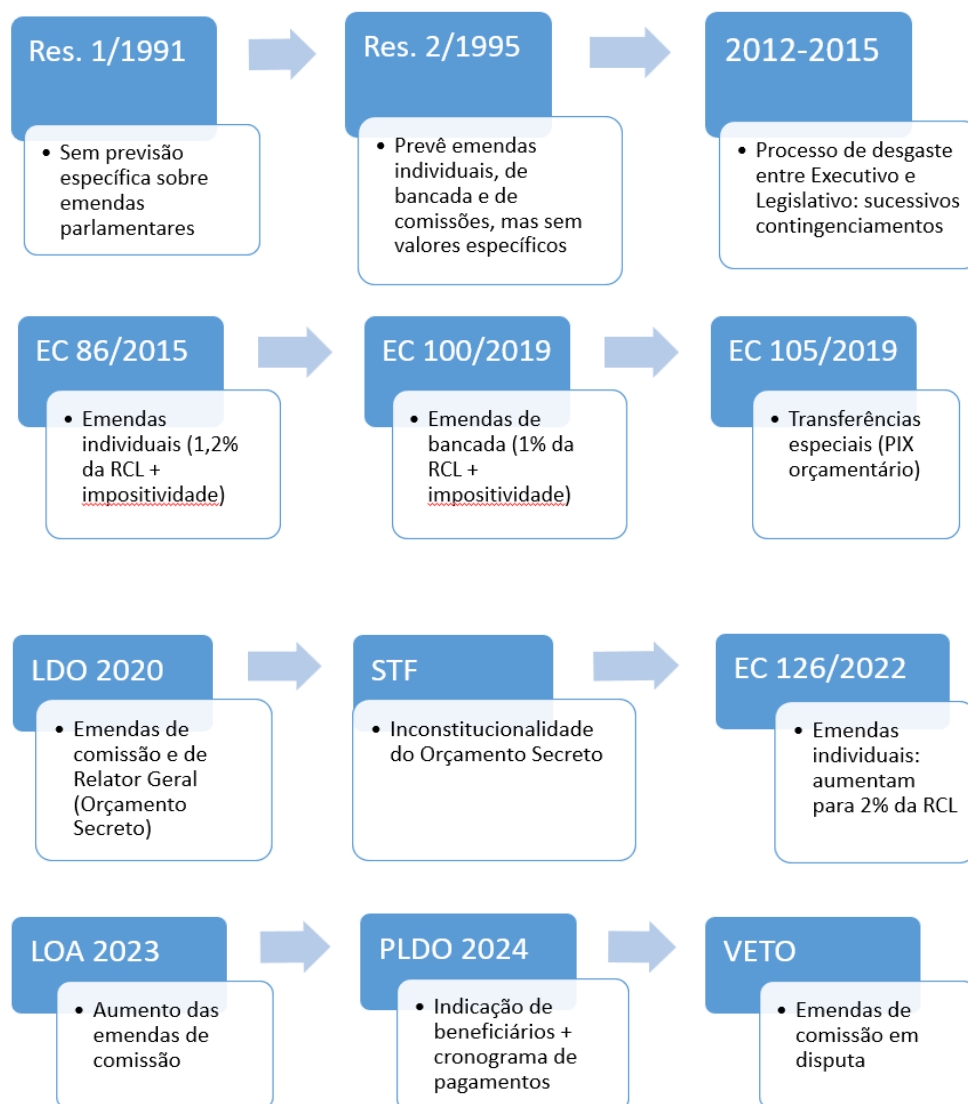 Res. 1/1991
• Sem previsão
específica sobre
emendas
parlamentares
Res. 2/1995
• Prevê emendas
individuais, de
bancada e de
comissões, mas sem
valores específicos
2012-2015
• Processo de desgaste
entre Executivo e
Legislativo: sucessivos
contingenciamentos
EC 86/2015
• Emendas
individuais (1,2%
da RCL +
impositividade)
EC 100/2019
• Emendas de
bancada (1% da
RCL +
impositividade)
EC 105/2019
• Transferências
especiais (PIX
orçamentário)
LDO 2020
• Emendas de
comissão e de
Relator Geral
(Orçamento
Secreto)
STF
• Inconstitucionalidade
do Orçamento Secreto
EC 126/2022
• Emendas
individuais:
aumentam
para 2% da RCL
LOA 2023
• Aumento das
emendas de
comissão
PLDO 2024
• Indicação de
beneficiários +
cronograma de
pagamentos
VETO
• Emendas de
comissão em
disputa